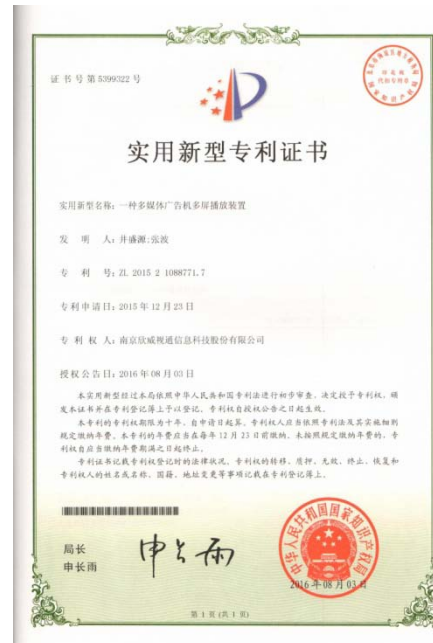 证书号第5399322号
实用新型专利证书
实用新型名称：一种多媒体广告机多屏播放装置
发 明 人：井盛源;张波
专 利 号：ZL 2015 2 1088771.7
专利申请日：2015年12月23日
专 利 权 人：南京欣威视通信息科技股份有限公司
授权公告日：2016年08月03日
本实用新型经过本局依照中华人民共和国专利法进行初步审查，决定授予专利权，颁
发本证书并在专利登记簿上予以登记。专利权自授权公告之日起生效。
本专利的专利权期限为十年，自申请日起算。专利权人应当依照专利法及其实施细则
规定缴纳年费。本专利的年费应当在每年12月23日前缴纳。未按照规定缴纳年费的，专
利权自应当缴纳年费期满之日起终止。
专利证书记载专利权登记时的法律状况。专利权的转移、质押、无效、终止、恢复和
专利权人的姓名或名称、国籍、地址变更等事项记载在专利登记簿上。
局长
申长雨
申长雨
中华人民共和国国家知识产权局
2016年08月03日
第1页(共1页)